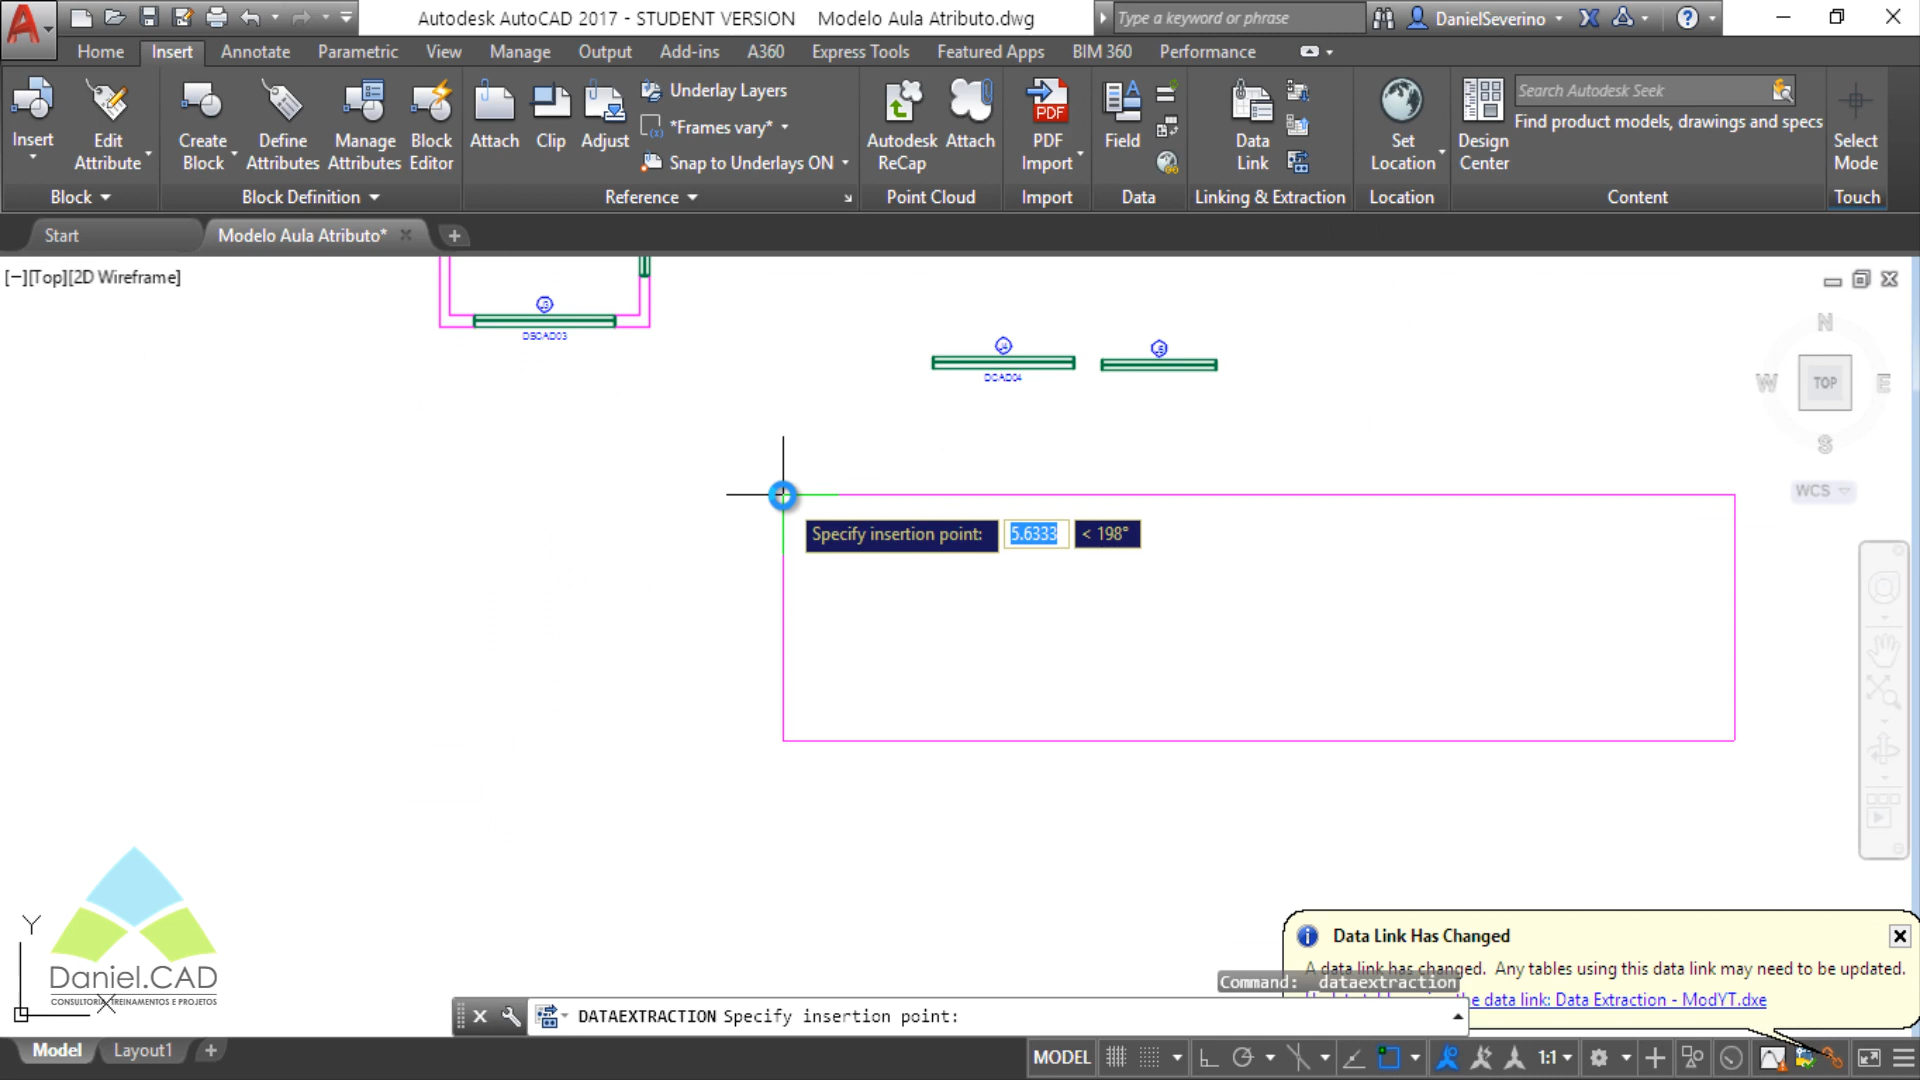 Autodesk AutoCAD 2017 - STUDENT VERSION Modelo Aula Atributo.dwg
Type a keyword or phrase
DanielSeverino
Home Insert Annotate Parametric View Manage Output Add-ins A360 Express Tools Featured Apps BIM 360 Performance
Insert
Edit Attribute
Create Block
Define Attributes
Manage Attributes
Block Editor
Attach
Clip
Adjust
Underlay Layers
*Frames vary*
Snap to Underlays ON
Autodesk ReCap
Attach
PDF Import
Field
Data Link
Set Location
Design Center
Search Autodesk Seek
Find product models, drawings and specs
Select Mode
Block Block Definition Reference Point Cloud Import Data Linking & Extraction Location Content Touch
Start Modelo Aula Atributo*
[−][Top][2D Wireframe]
N
W TOP E
S
WCS
Specify insertion point: 5.6333 < 198°
Y
X
Daniel.CAD
CONSULTORIA, TREINAMENTOS E PROJETOS
Data Link Has Changed
A data link has changed. Any tables using this data link may need to be updated.
the data link: Data Extraction - ModYT.dxe
Command: dataextraction
DATAEXTRACTION Specify insertion point:
Model Layout1
MODEL 1:1